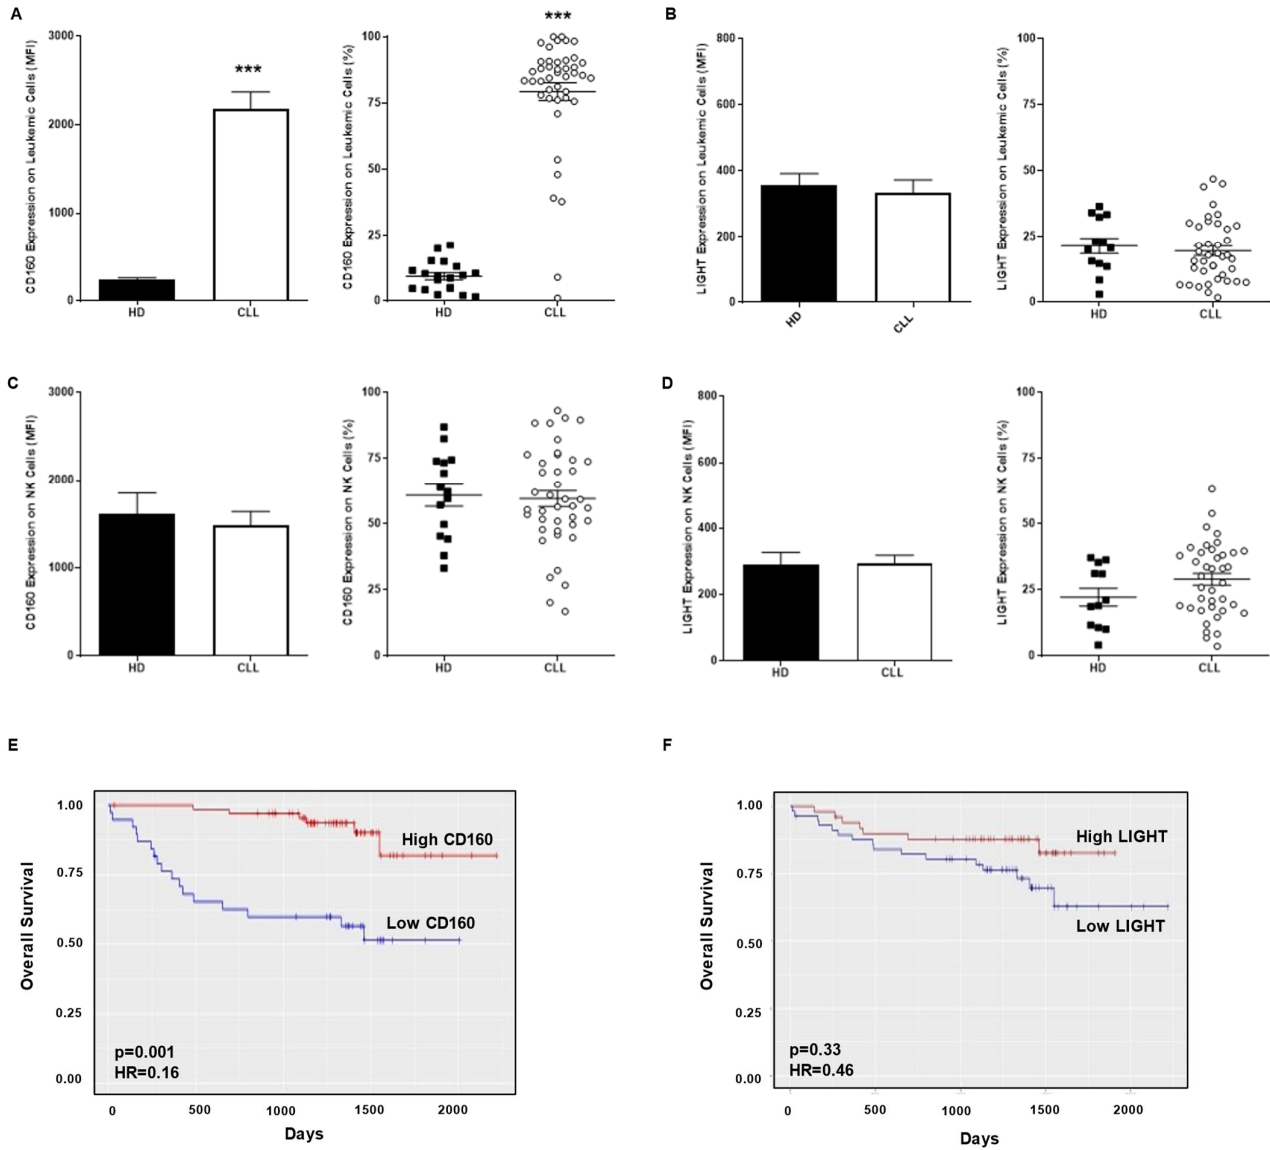 A
CD160 Expression on Leukemic Cells (MFI)
3000
2000
1000
0
***
HD
CLL
CD160 Expression on Leukemic Cells (%)
100
75
50
25
0
***
HD
CLL
B
LIGHT Expression on Leukemic Cells (MFI)
800
600
400
200
0
HD
CLL
LIGHT Expression on Leukemic Cells (%)
100
75
50
25
0
HD
CLL
C
CD160 Expression on NK Cells (MFI)
3000
2000
1000
0
HD
CLL
CD160 Expression on NK Cells (%)
100
75
50
25
0
HD
CLL
D
LIGHT Expression on NK Cells (MFI)
800
600
400
200
0
HD
CLL
LIGHT Expression on NK Cells (%)
100
75
50
25
0
HD
CLL
E
Overall Survival
1.00
0.75
0.50
0.25
0.00
High CD160
Low CD160
p=0.001
HR=0.16
0
500
1000
1500
2000
Days
F
Overall Survival
1.00
0.75
0.50
0.25
0.00
High LIGHT
Low LIGHT
p=0.33
HR=0.46
0
500
1000
1500
2000
Days